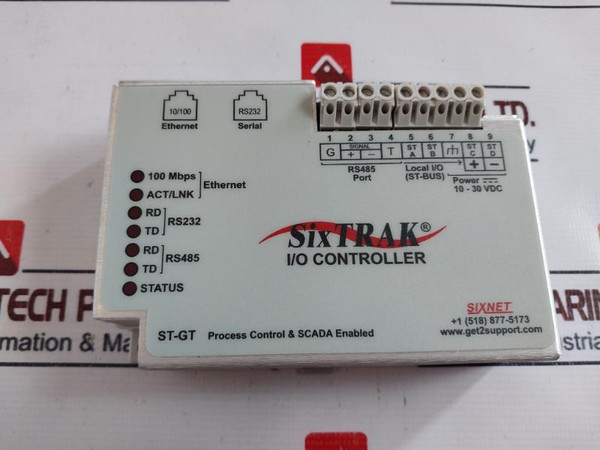 10/100
RS232
Ethernet
Serial
1 2 3 4 5 6 7 8 9
G SIGNAL + – T ST A ST B ST C ST D
+ –
RS485 Port
Local I/O (ST-BUS)
Power
10 - 30 VDC
100 Mbps
ACT/LNK
Ethernet
RD
TD
RS232
RD
TD
RS485
STATUS
SixTRAK®
I/O CONTROLLER
SIXNET
+1 (518) 877-5173
www.get2support.com
ST-GT Process Control & SCADA Enabled
TD.
TECH P
ARIN
mation & Ma